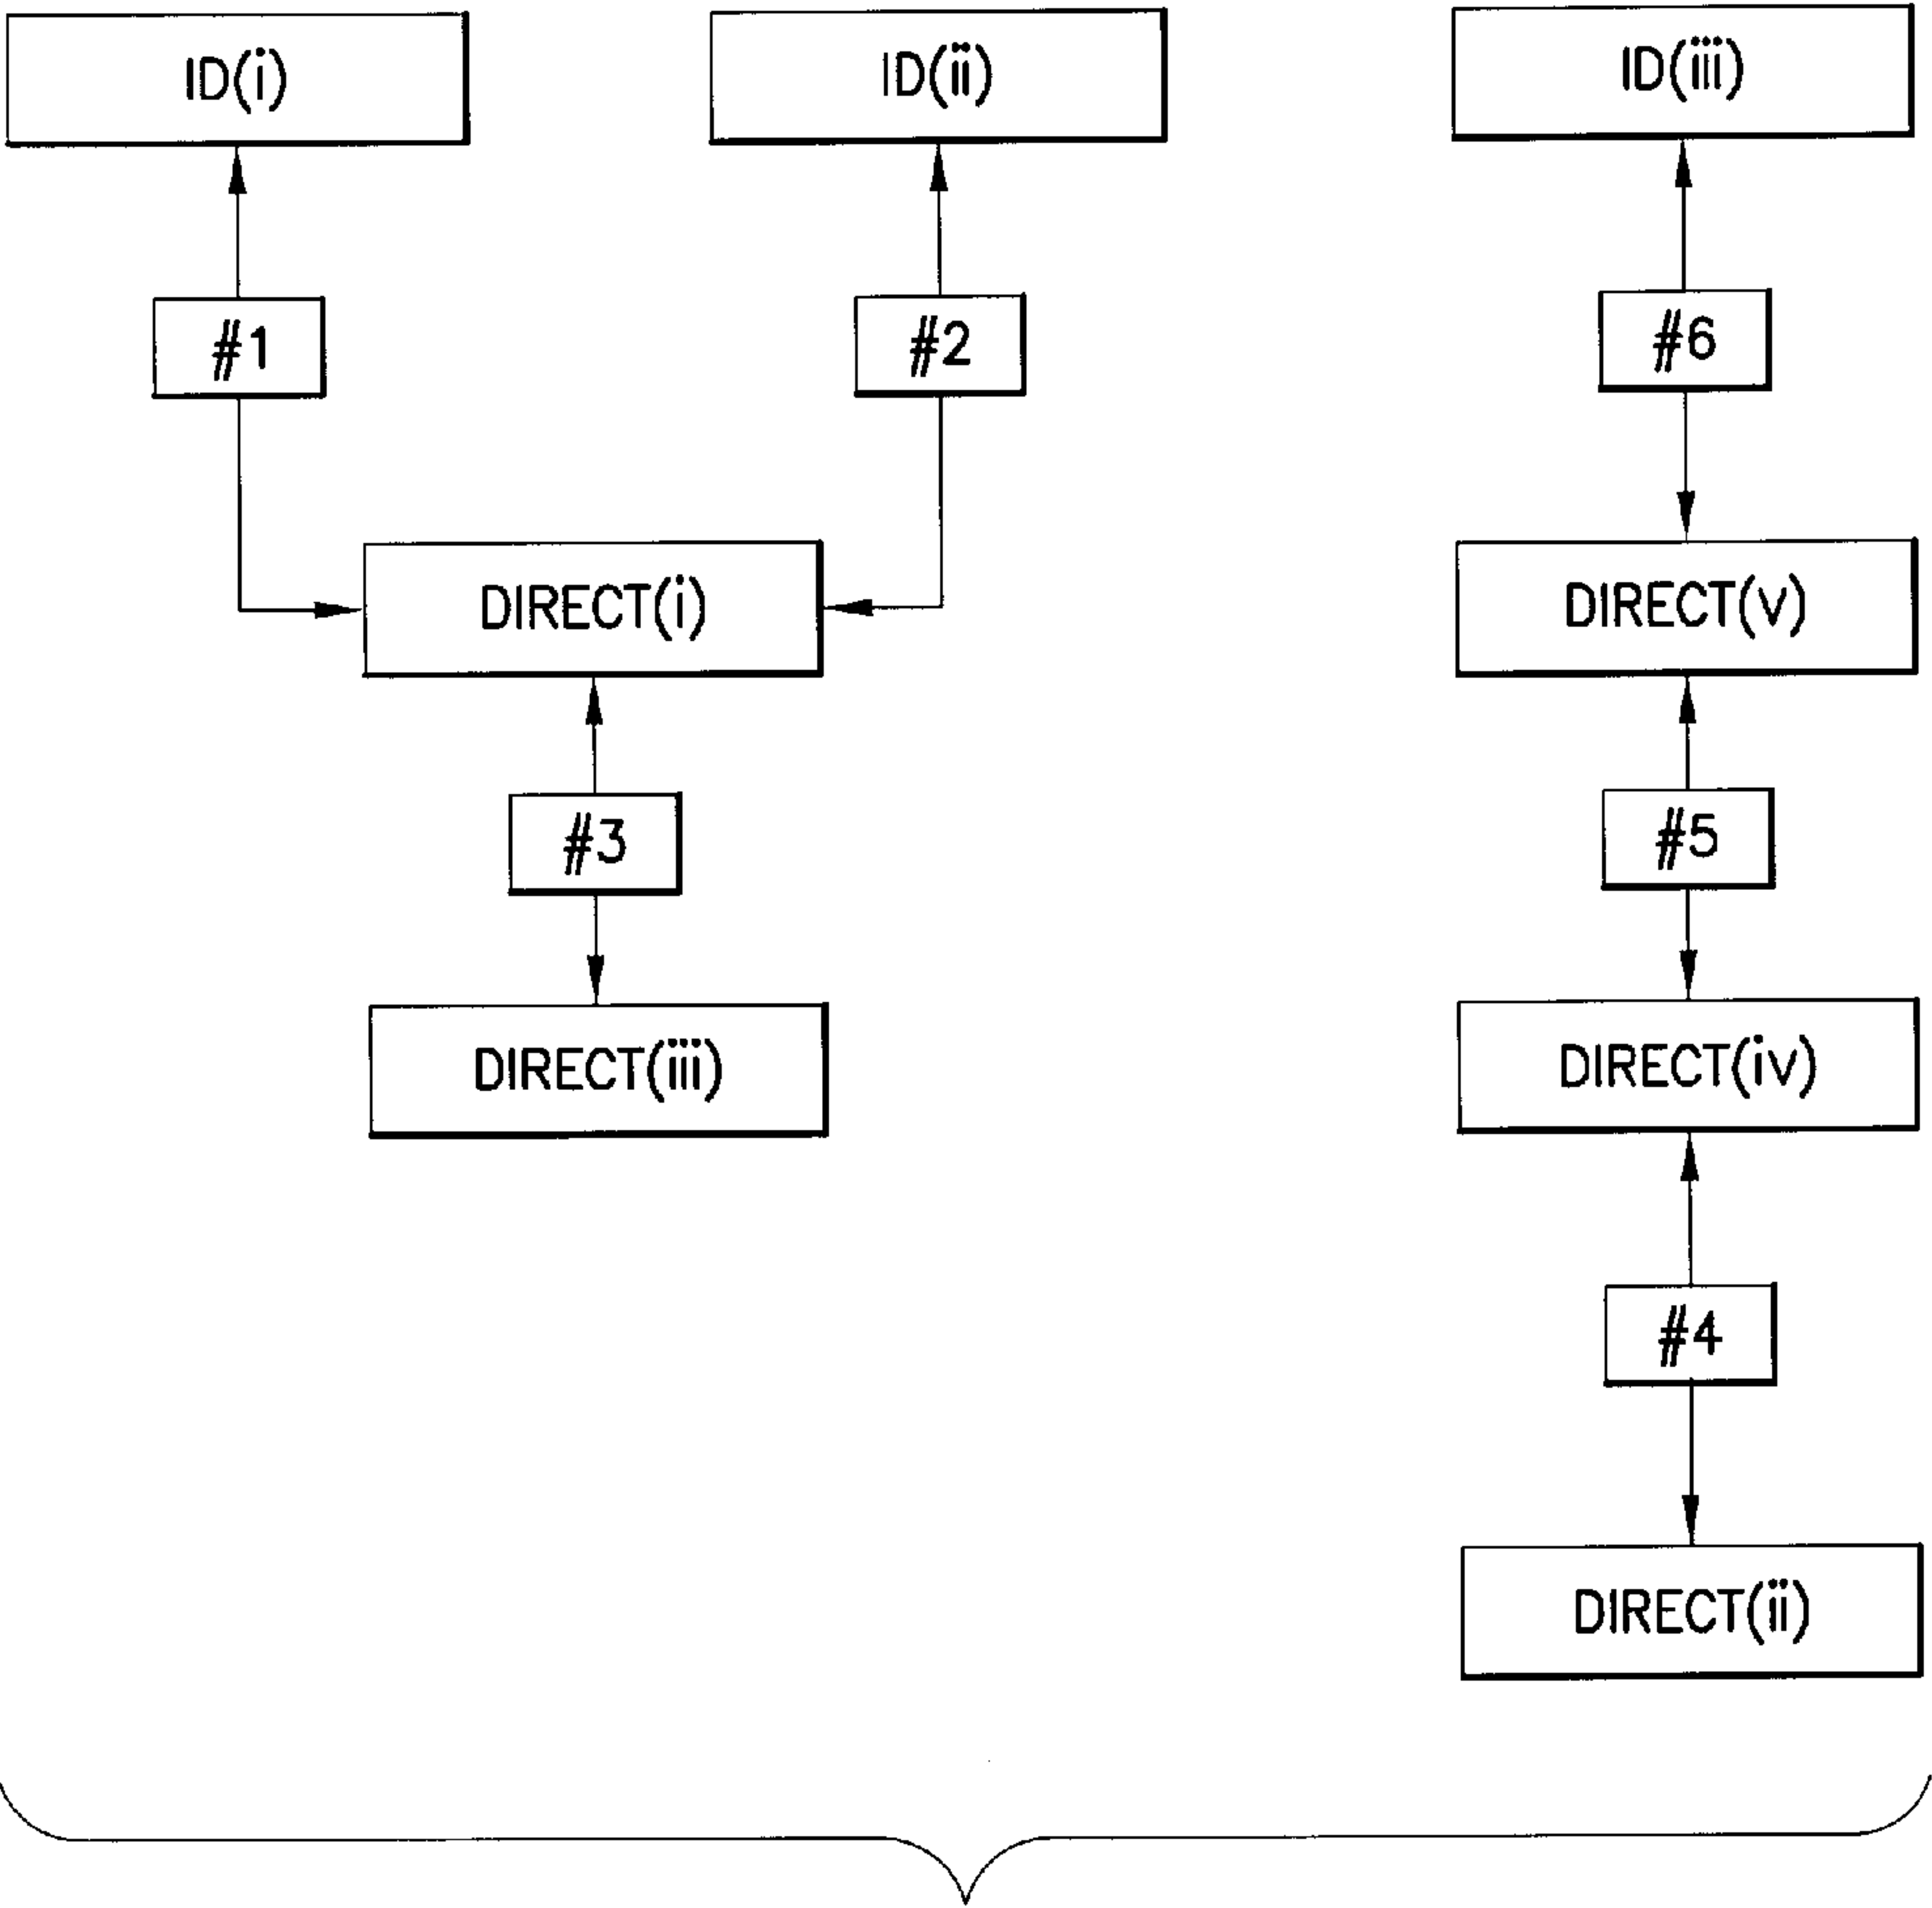 ID(i)
ID(ii)
ID(iii)
#1
#2
#6
DIRECT(i)
DIRECT(v)
#3
#5
DIRECT(iii)
DIRECT(iv)
#4
DIRECT(ii)